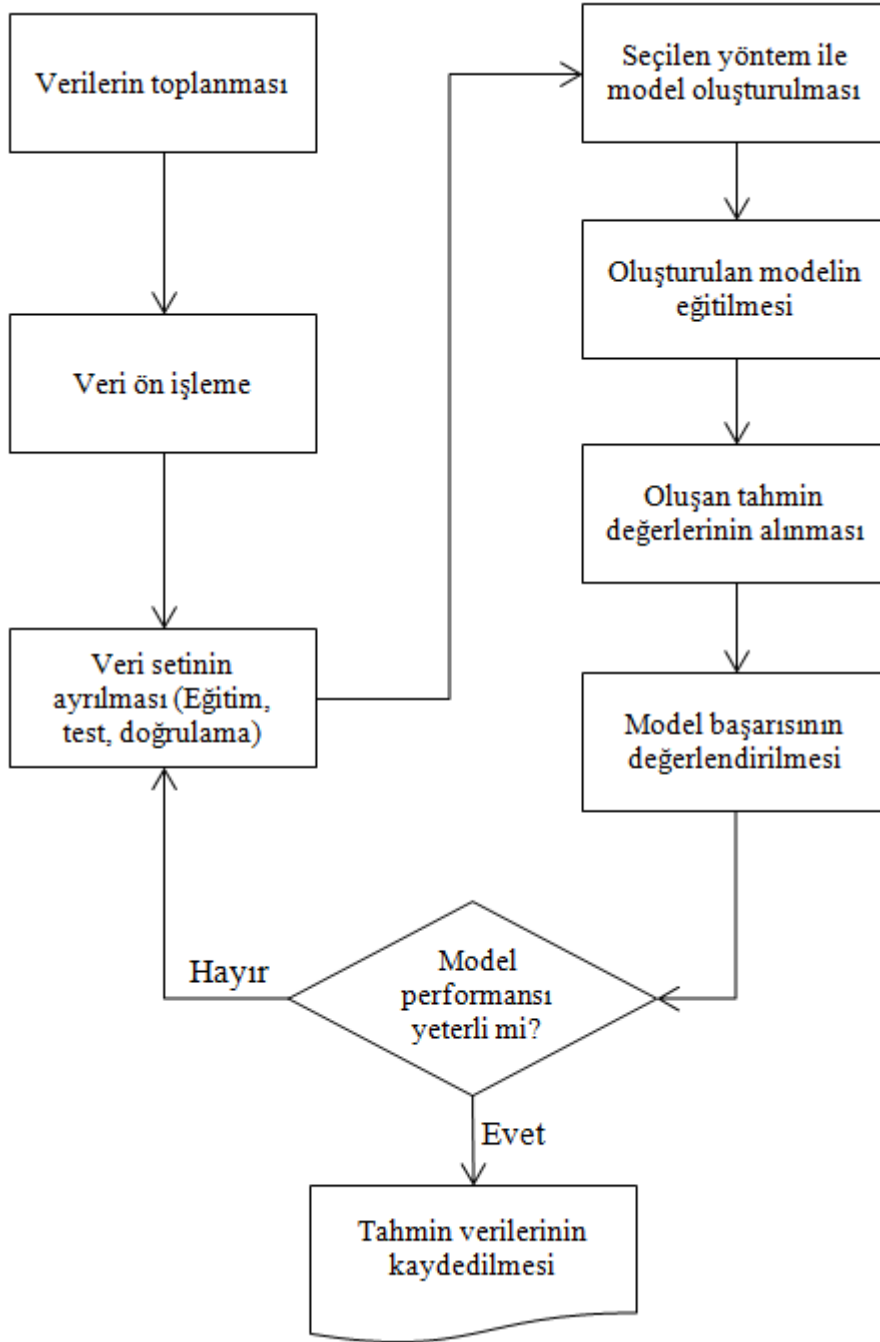 Verilerin toplanması
Veri ön işleme
Veri setinin
ayrılması (Eğitim,
test, doğrulama)
Seçilen yöntem ile
model oluşturulması
Oluşturulan modelin
eğitilmesi
Oluşan tahmin
değerlerinin alınması
Model başarısının
değerlendirilmesi
Model
performansı
yeterli mi?
Hayır
Evet
Tahmin verilerinin
kaydedilmesi